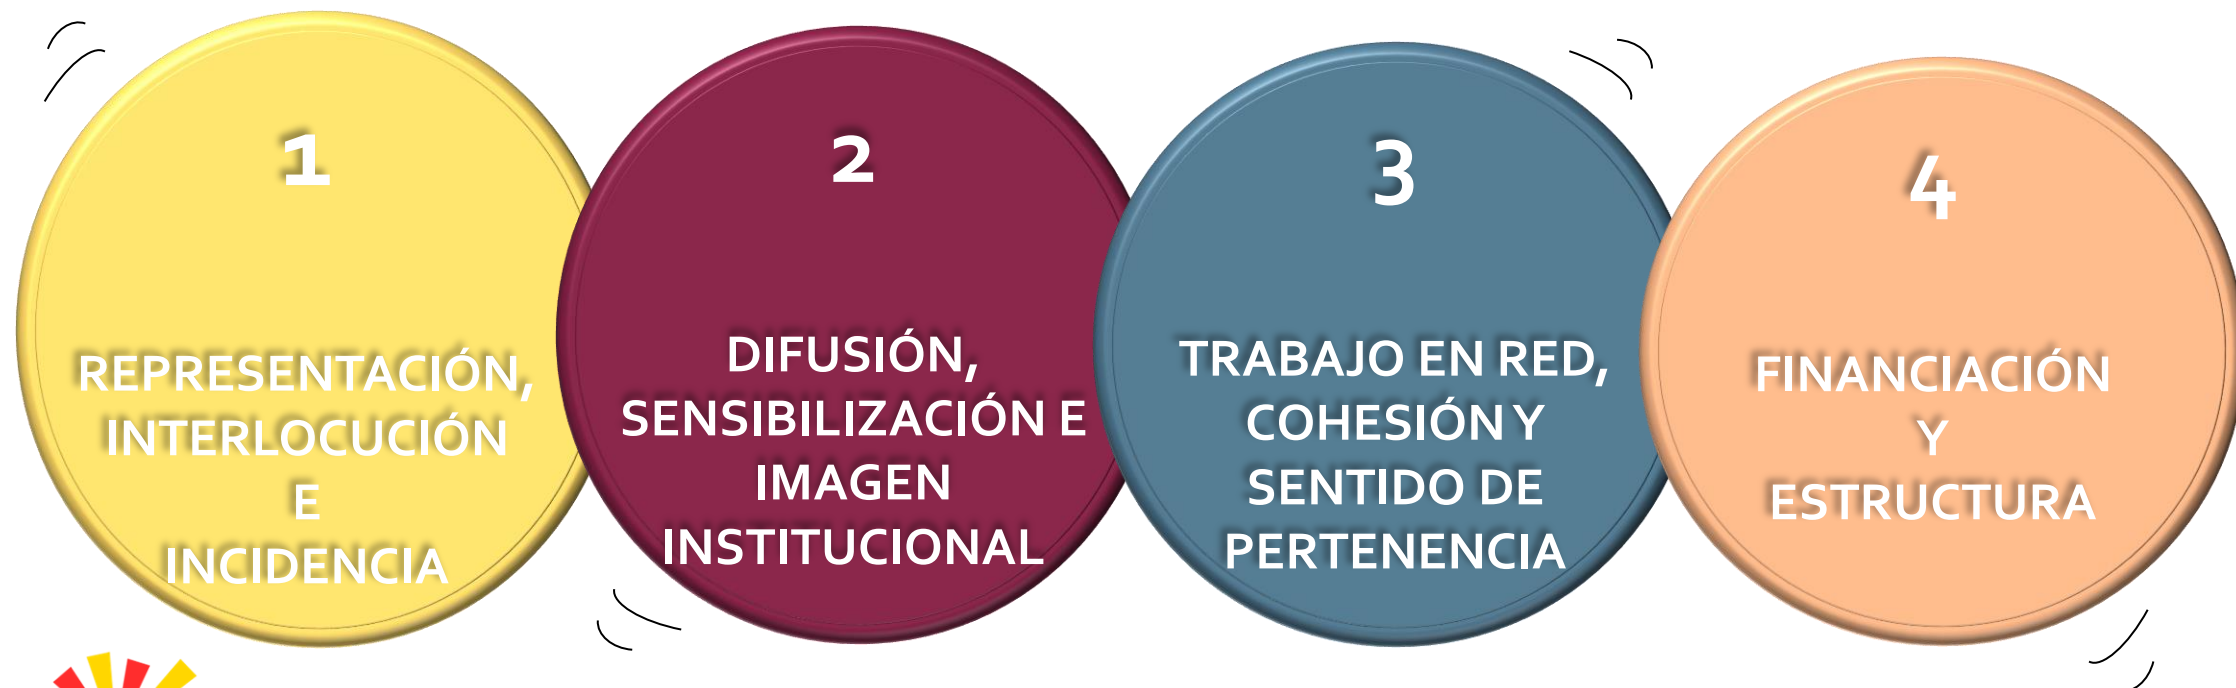 1
REPRESENTACIÓN,
INTERLOCUCIÓN
E
INCIDENCIA
2
DIFUSIÓN,
SENSIBILIZACIÓN E
IMAGEN
INSTITUCIONAL
3
TRABAJO EN RED,
COHESIÓN Y
SENTIDO DE
PERTENENCIA
4
FINANCIACIÓN
Y
ESTRUCTURA